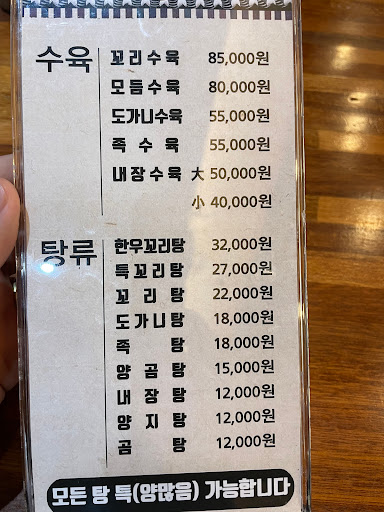 수육
꼬리수육 85,000원
모듬수육 80,000원
도가니수육 55,000원
족수육 55,000원
내장수육 大 50,000원
小 40,000원
탕류
한우꼬리탕 32,000원
특꼬리탕 27,000원
꼬리탕 22,000원
도가니탕 18,000원
족탕 18,000원
양곰탕 15,000원
내장탕 12,000원
양지탕 12,000원
곰탕 12,000원
모든 탕 특(양많음) 가능합니다